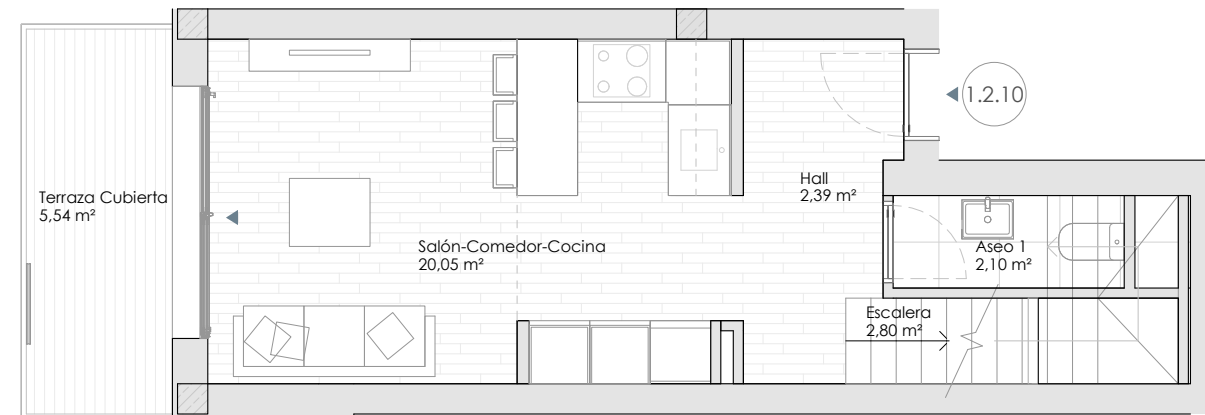 1.2.10
Terraza Cubierta
5,54 m²
Hall
2,39 m²
Salón-Comedor-Cocina
20,05 m²
Aseo 1
2,10 m²
Escalera
2,80 m²